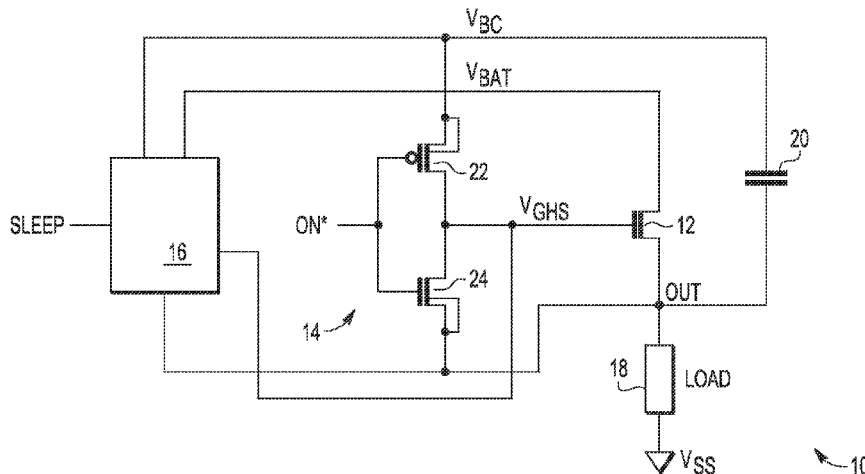 V_BC
V_BAT
20
22
SLEEP
ON*
V_GHS
12
16
24
OUT
14
18
LOAD
V_SS
10